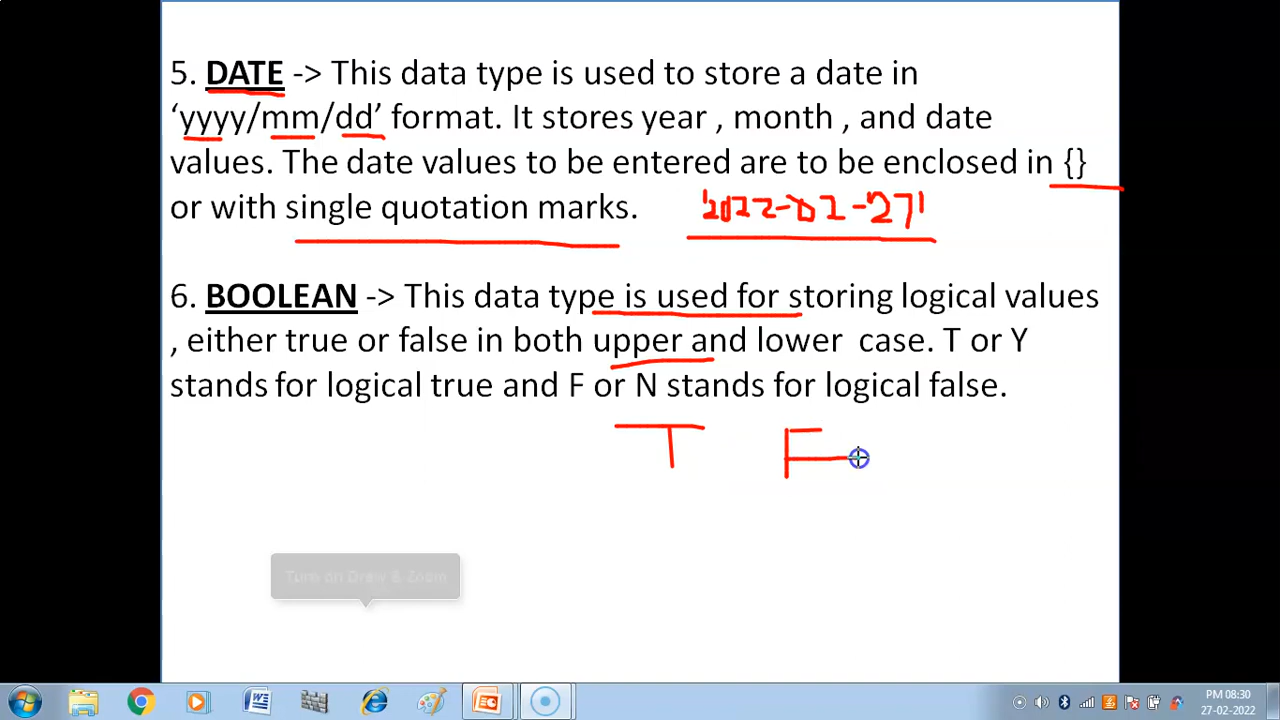 5. DATE -> This data type is used to store a date in
‘yyyy/mm/dd’ format. It stores year , month , and date
values. The date values to be entered are to be enclosed in {}
or with single quotation marks. '2022-02-27'
6. BOOLEAN -> This data type is used for storing logical values
, either true or false in both upper and lower case. T or Y
stands for logical true and F or N stands for logical false.
T F
Turn on Draw & Zoom
PM 08:30
27-02-2022